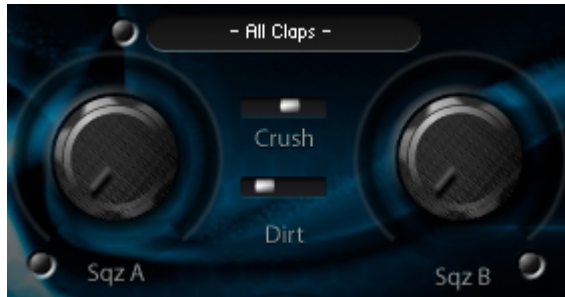 - All Claps -
Crush
Dirt
Sqz A
Sqz B